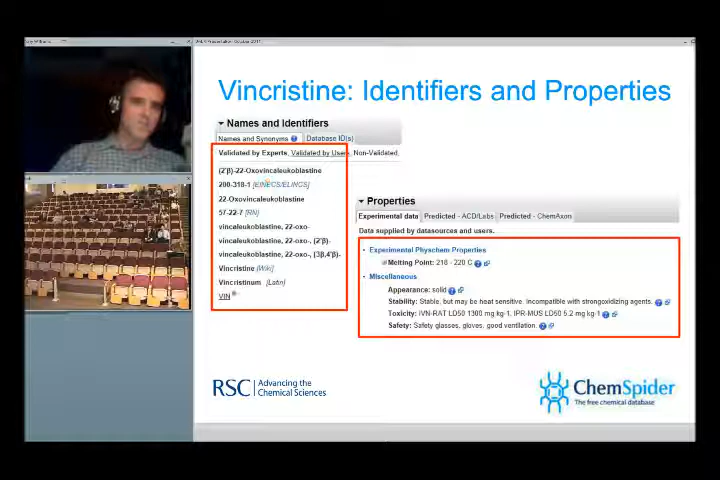 Vincristine: Identifiers and Properties
Names and Identifiers
Names and Synonyms Database ID(s)
Validated by Experts, Validated by Users, Non-Validated,
(2'β)-22-Oxovincaleukoblastine
200-318-1 [EINECS/ELINCS]
22-Oxovincaleukoblastine
57-22-7 [RN]
vincaleukoblastine, 22-oxo-
vincaleukoblastine, 22-oxo-, (2'β)-
vincaleukoblastine, 22-oxo-, (3β,4'β)-
Vincristine [Wiki]
Vincristinum [Latin]
VIN
Properties
Experimental data Predicted - ACD/Labs Predicted - ChemAxon
Data supplied by datasources and users.
Experimental Physchem Properties
Melting Point: 218 - 220 C
Miscellaneous
Appearance: solid
Stability: Stable, but may be heat sensitive. Incompatible with strongoxidizing agents.
Toxicity: IVN-RAT LD50 1300 mg kg-1, IPR-MUS LD50 5.2 mg kg-1
Safety: Safety glasses, gloves, good ventilation.
RSC Advancing the
Chemical Sciences
ChemSpider
The free chemical database